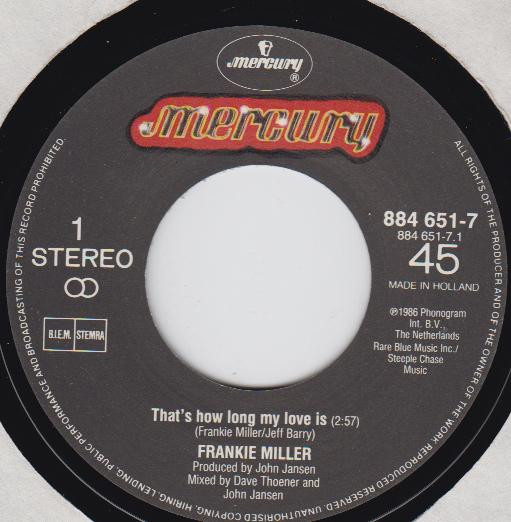 mercury
®
mercury
1
STEREO
B.I.E.M. STEMRA
884 651-7
884 651-7.1
45
MADE IN HOLLAND
℗1986 Phonogram
Int. B.V.,
The Netherlands
Rare Blue Music Inc./
Steeple Chase
Music
That's how long my love is (2:57)
(Frankie Miller/Jeff Barry)
FRANKIE MILLER
Produced by John Jansen
Mixed by Dave Thoener and
John Jansen
ALL RIGHTS OF THE PRODUCER AND OF THE OWNER OF THE WORK REPRODUCED RESERVED. UNAUTHORISED COPYING, HIRING, LENDING, PUBLIC PERFORMANCE AND BROADCASTING OF THIS RECORD PROHIBITED.